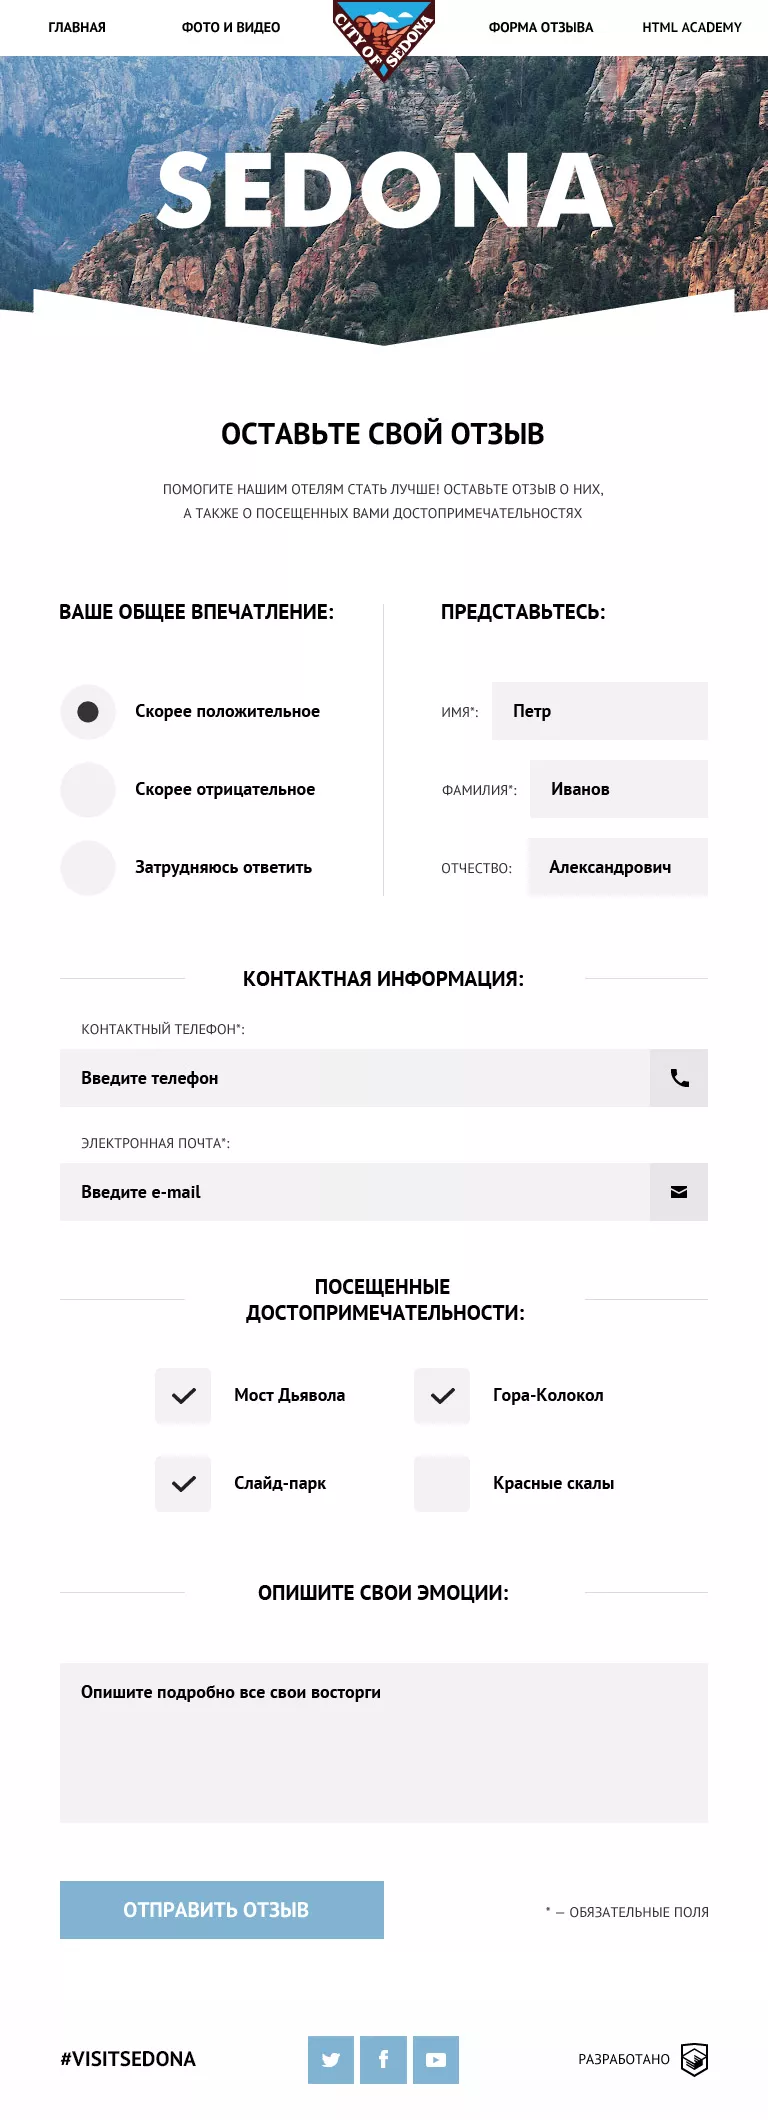 ГЛАВНАЯ
ФОТО И ВИДЕО
CITY OF SEDONA
ФОРМА ОТЗЫВА
HTML ACADEMY
SEDONA
ОСТАВЬТЕ СВОЙ ОТЗЫВ
ПОМОГИТЕ НАШИМ ОТЕЛЯМ СТАТЬ ЛУЧШЕ! ОСТАВЬТЕ ОТЗЫВ О НИХ,
А ТАКЖЕ О ПОСЕЩЕННЫХ ВАМИ ДОСТОПРИМЕЧАТЕЛЬНОСТЯХ
ВАШЕ ОБЩЕЕ ВПЕЧАТЛЕНИЕ:
Скорее положительное
Скорее отрицательное
Затрудняюсь ответить
ПРЕДСТАВЬТЕСЬ:
ИМЯ*: Петр
ФАМИЛИЯ*: Иванов
ОТЧЕСТВО: Александрович
КОНТАКТНАЯ ИНФОРМАЦИЯ:
КОНТАКТНЫЙ ТЕЛЕФОН*:
Введите телефон
ЭЛЕКТРОННАЯ ПОЧТА*:
Введите e-mail
ПОСЕЩЕННЫЕ
ДОСТОПРИМЕЧАТЕЛЬНОСТИ:
Мост Дьявола
Гора-Колокол
Слайд-парк
Красные скалы
ОПИШИТЕ СВОИ ЭМОЦИИ:
Опишите подробно все свои восторги
ОТПРАВИТЬ ОТЗЫВ
* — ОБЯЗАТЕЛЬНЫЕ ПОЛЯ
#VISITSEDONA
РАЗРАБОТАНО